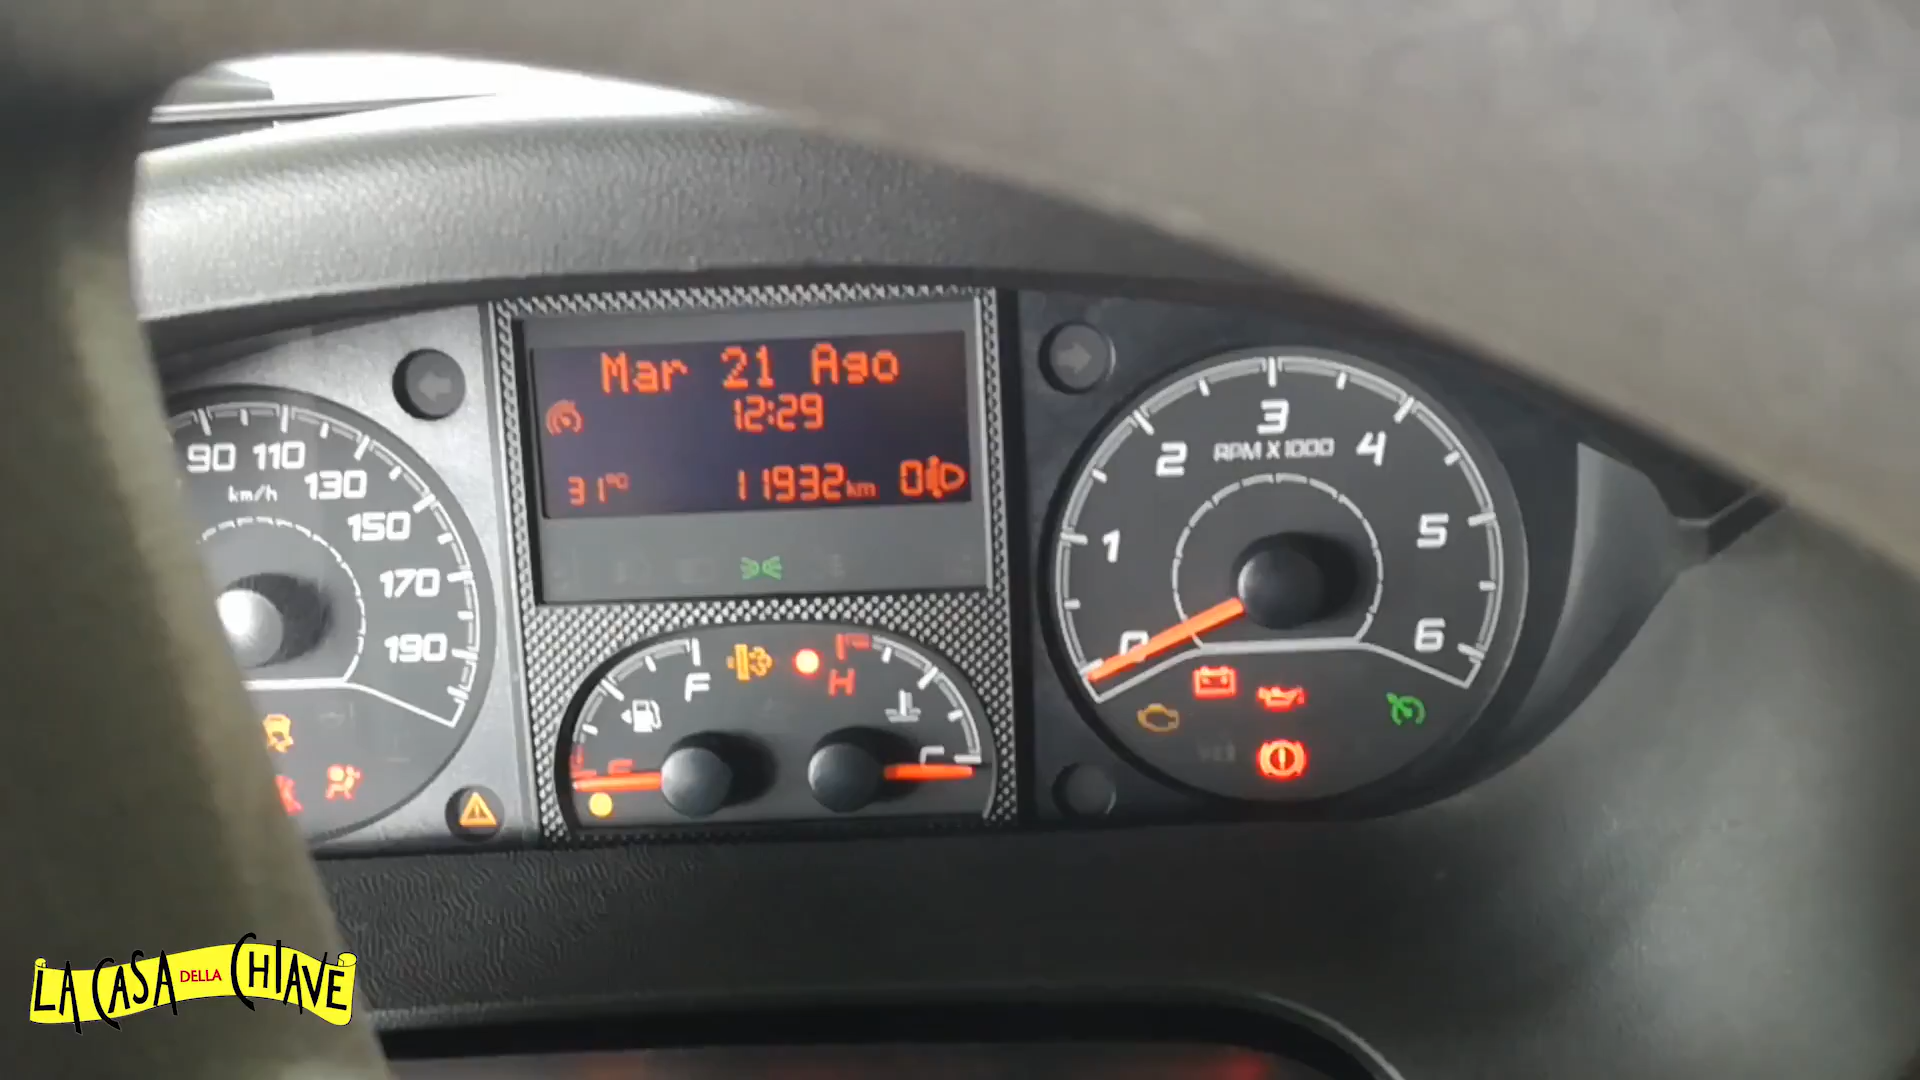 Mar 21 Ago
12:29
31°C 11932km 0
90 110 130 150 170 190
km/h
F
H
C
0 1 2 3 4 5 6
RPM X 1000
LA CASA DELLA CHIAVE